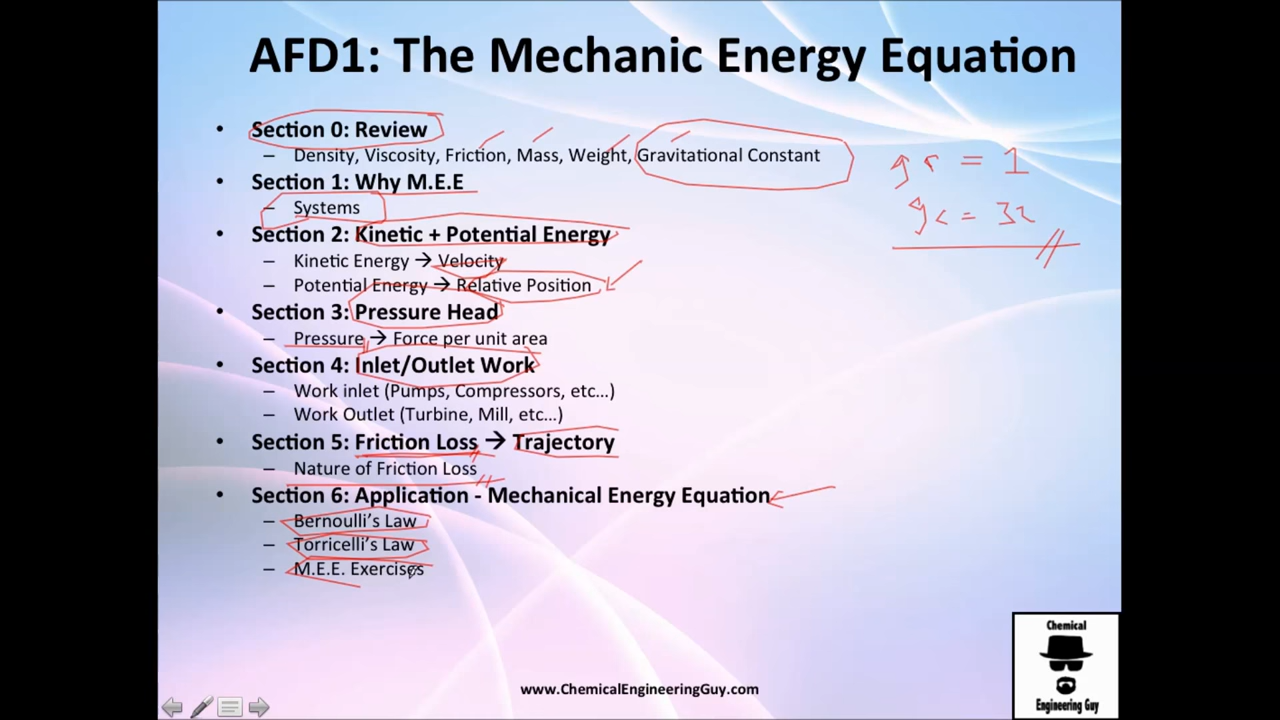 AFD1: The Mechanic Energy Equation
• Section 0: Review
– Density, Viscosity, Friction, Mass, Weight, Gravitational Constant
gr = 1
• Section 1: Why M.E.E
– Systems
gc = 32
• Section 2: Kinetic + Potential Energy
– Kinetic Energy → Velocity
– Potential Energy → Relative Position
• Section 3: Pressure Head
– Pressure → Force per unit area
• Section 4: Inlet/Outlet Work
– Work inlet (Pumps, Compressors, etc...)
– Work Outlet (Turbine, Mill, etc...)
• Section 5: Friction Loss → Trajectory
– Nature of Friction Loss
• Section 6: Application - Mechanical Energy Equation
– Bernoulli's Law
– Torricelli's Law
– M.E.E. Exercises
Chemical
Engineering Guy
www.ChemicalEngineeringGuy.com